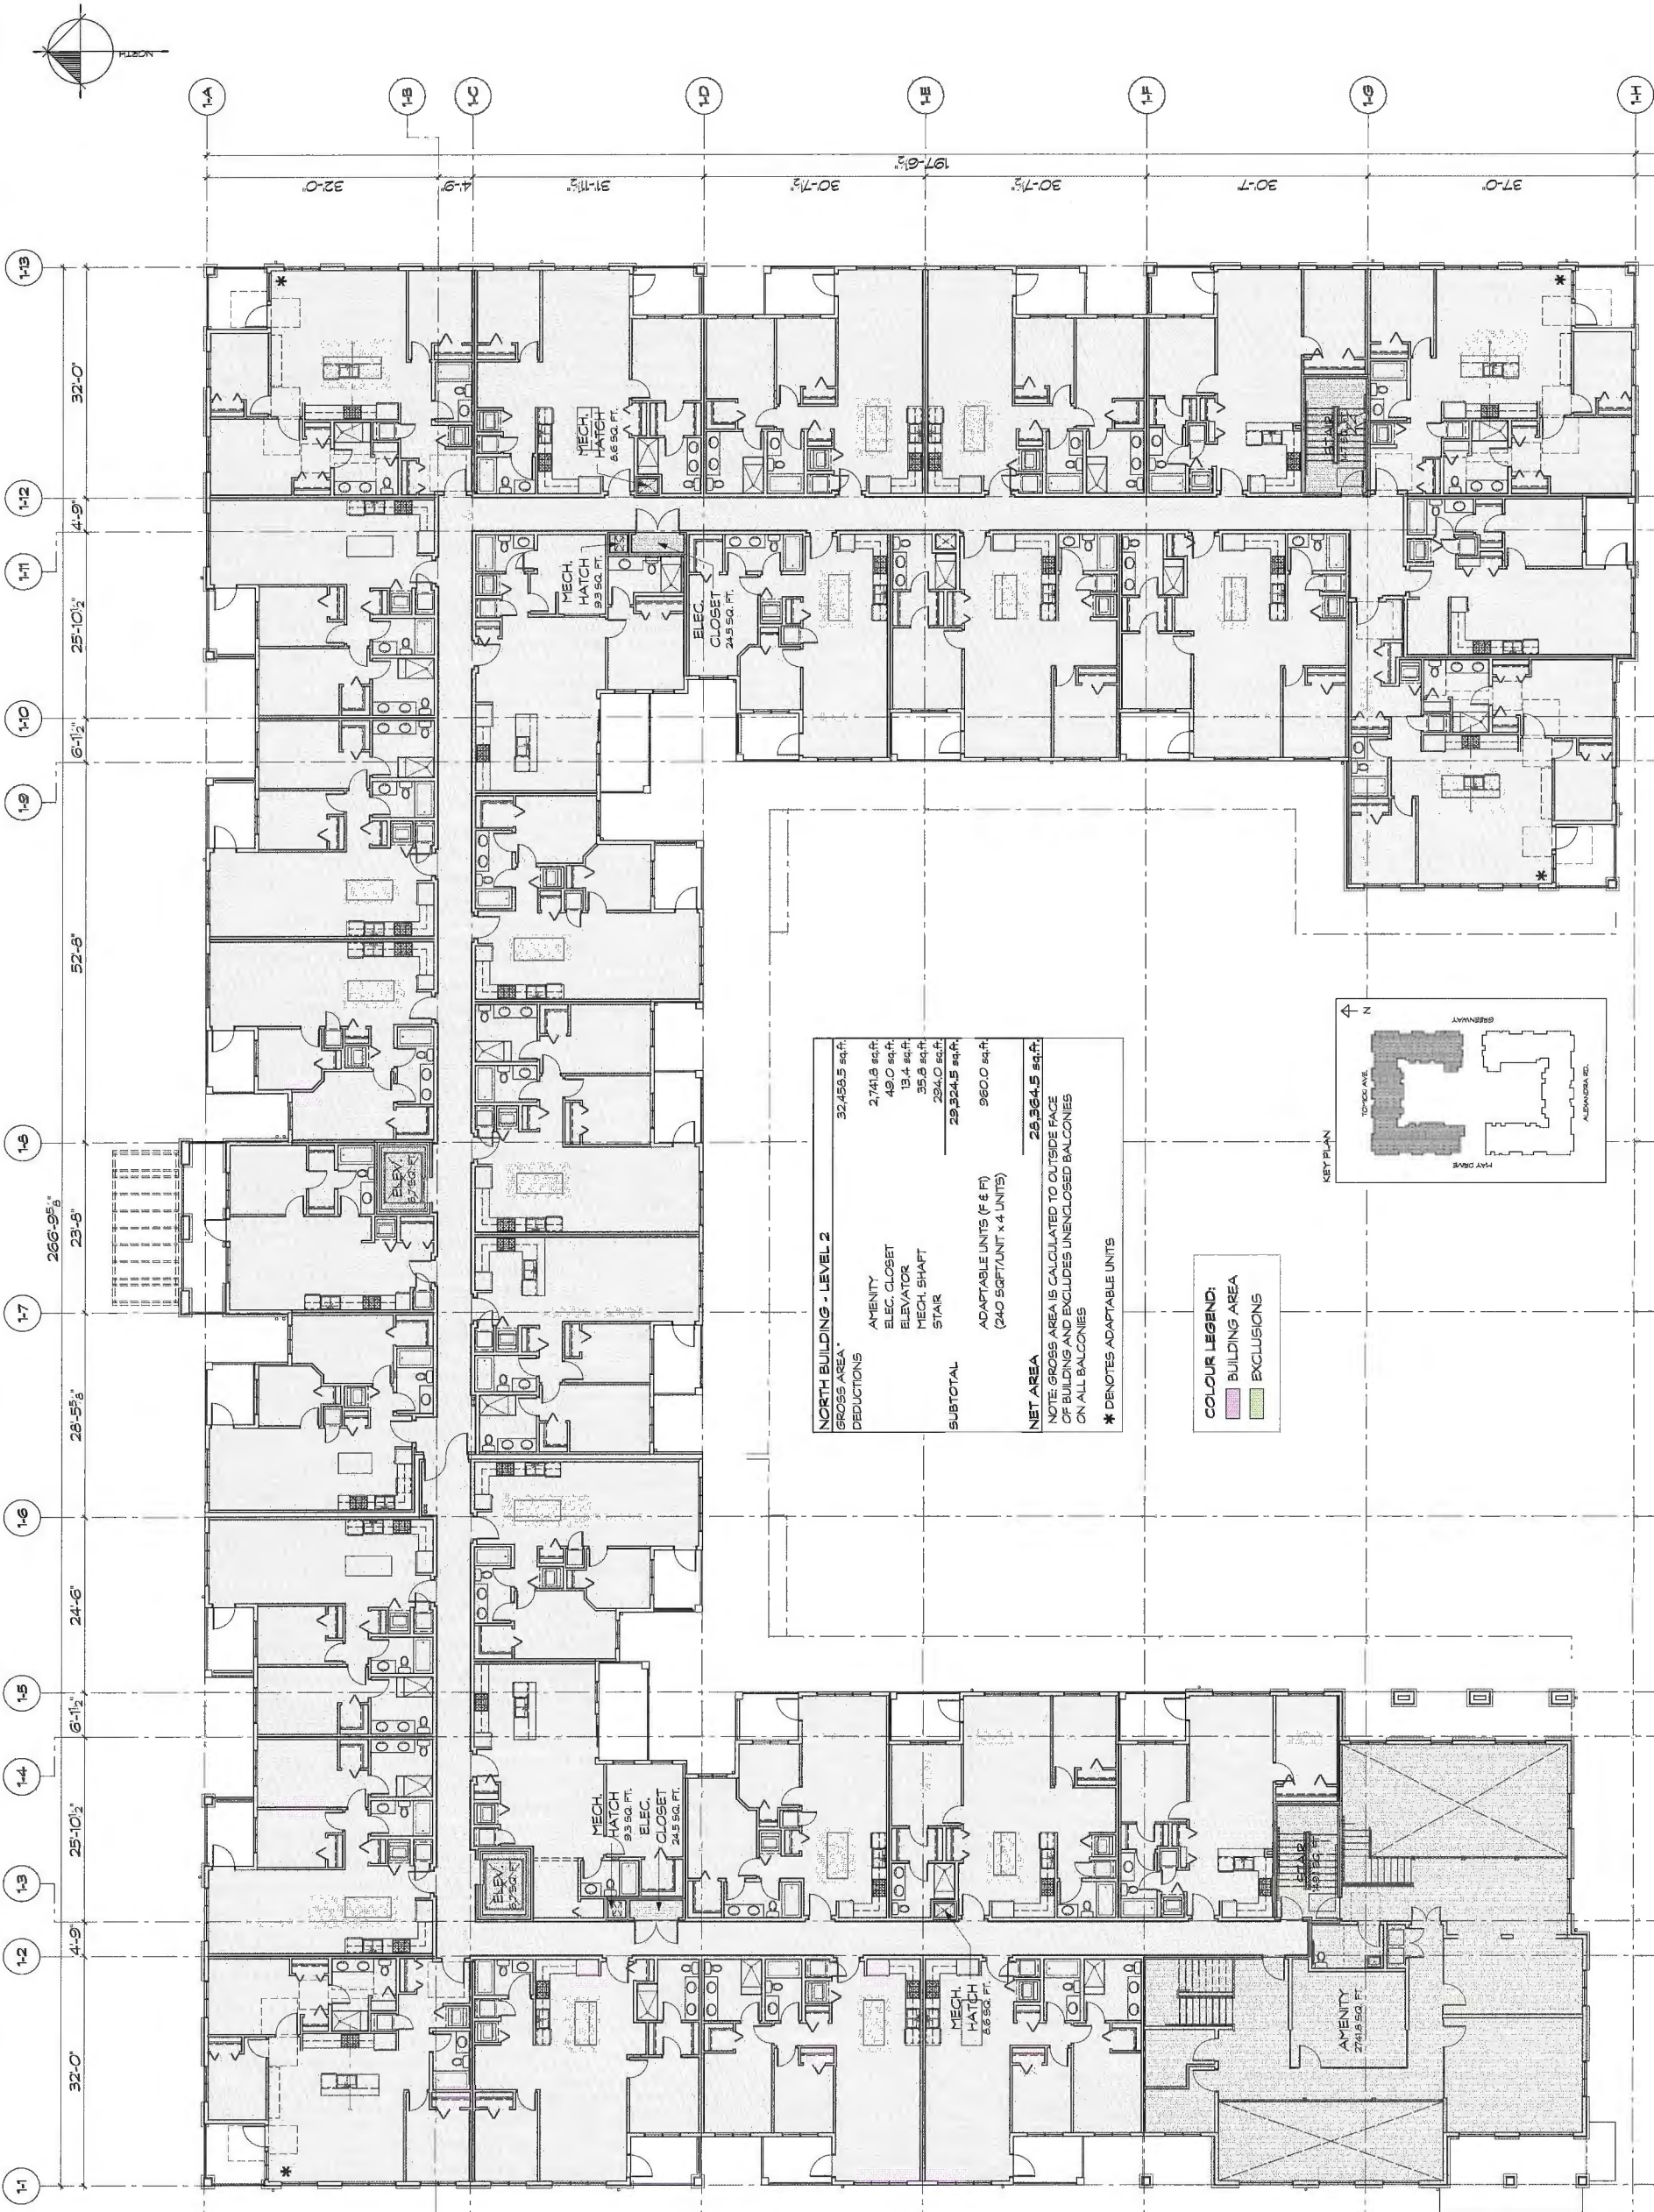 NORTH
1-A
1-B
1-C
1-D
1-E
1-F
1-G
1-H
197'-6½"
32'-0"
4'-9"
31'-11½"
30'-7½"
30'-7½"
30'-7"
37'-0"
1-13
1-12
1-11
1-10
1-9
1-8
1-7
1-6
1-5
1-4
1-3
1-2
1-1
266'-9⅝"
32'-0"
4'-9"
25'-10½"
6'-1½"
52'-8"
23'-8"
28'-5⅝"
24'-6"
6'-1½"
25'-10½"
4'-9"
32'-0"
MECH.
HATCH
8.6 SQ. FT.
STAIR
MECH.
HATCH
9.3 SQ. FT.
ELEC.
CLOSET
24.5 SQ. FT.
ELEV.
6.7 SQ. FT.
ELEV.
6.7 SQ. FT.
MECH.
HATCH
9.3 SQ. FT.
ELEC.
CLOSET
24.5 SQ. FT.
STAIR
MECH.
HATCH
8.6 SQ. FT.
AMENITY
2741.8 SQ. FT.
NORTH BUILDING - LEVEL 2
GROSS AREA* 32,458.5 sq.ft.
DEDUCTIONS
AMENITY 2,741.8 sq.ft.
ELEC. CLOSET 49.0 sq.ft.
ELEVATOR 13.4 sq.ft.
MECH. SHAFT 35.8 sq.ft.
STAIR 294.0 sq.ft.
SUBTOTAL 29,324.5 sq.ft.
ADAPTABLE UNITS (F & F1) 960.0 sq.ft.
(240 SQFT/UNIT x 4 UNITS)
NET AREA 28,364.5 sq.ft.
NOTE: GROSS AREA IS CALCULATED TO OUTSIDE FACE
OF BUILDING AND EXCLUDES UNENCLOSED BALCONIES
ON ALL BALCONIES
* DENOTES ADAPTABLE UNITS
COLOUR LEGEND:
BUILDING AREA
EXCLUSIONS
KEY PLAN
N
TOMICKI AVE.
GREENWAY
MAY DRIVE
ALEXANDRA RD.
*
*
*
*